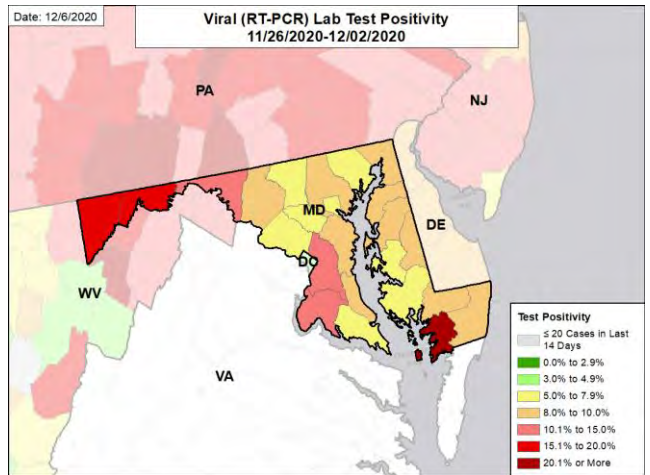 Date: 12/6/2020
Viral (RT-PCR) Lab Test Positivity
11/26/2020-12/02/2020
PA
NJ
MD
DE
DC
WV
VA
Test Positivity
≤ 20 Cases in Last
14 Days
0.0% to 2.9%
3.0% to 4.9%
5.0% to 7.9%
8.0% to 10.0%
10.1% to 15.0%
15.1% to 20.0%
20.1% or More